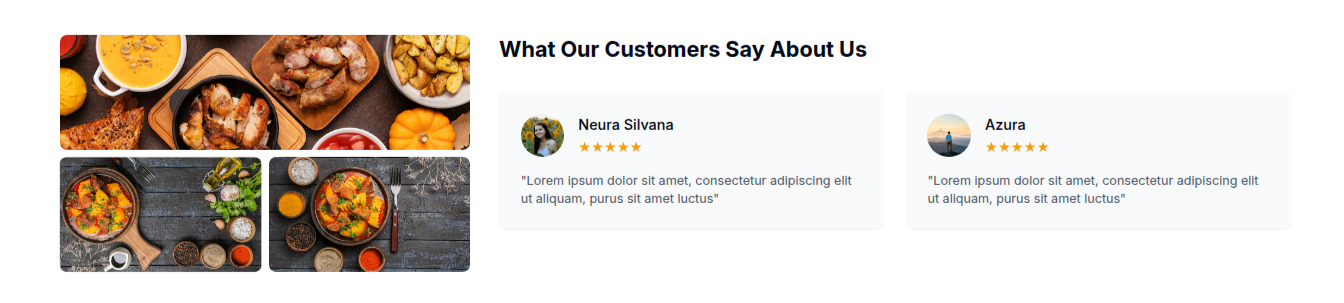 What Our Customers Say About Us
Neura Silvana
★★★★★
"Lorem ipsum dolor sit amet, consectetur adipiscing elit
ut aliquam, purus sit amet luctus"
Azura
★★★★★
"Lorem ipsum dolor sit amet, consectetur adipiscing elit
ut aliquam, purus sit amet luctus"